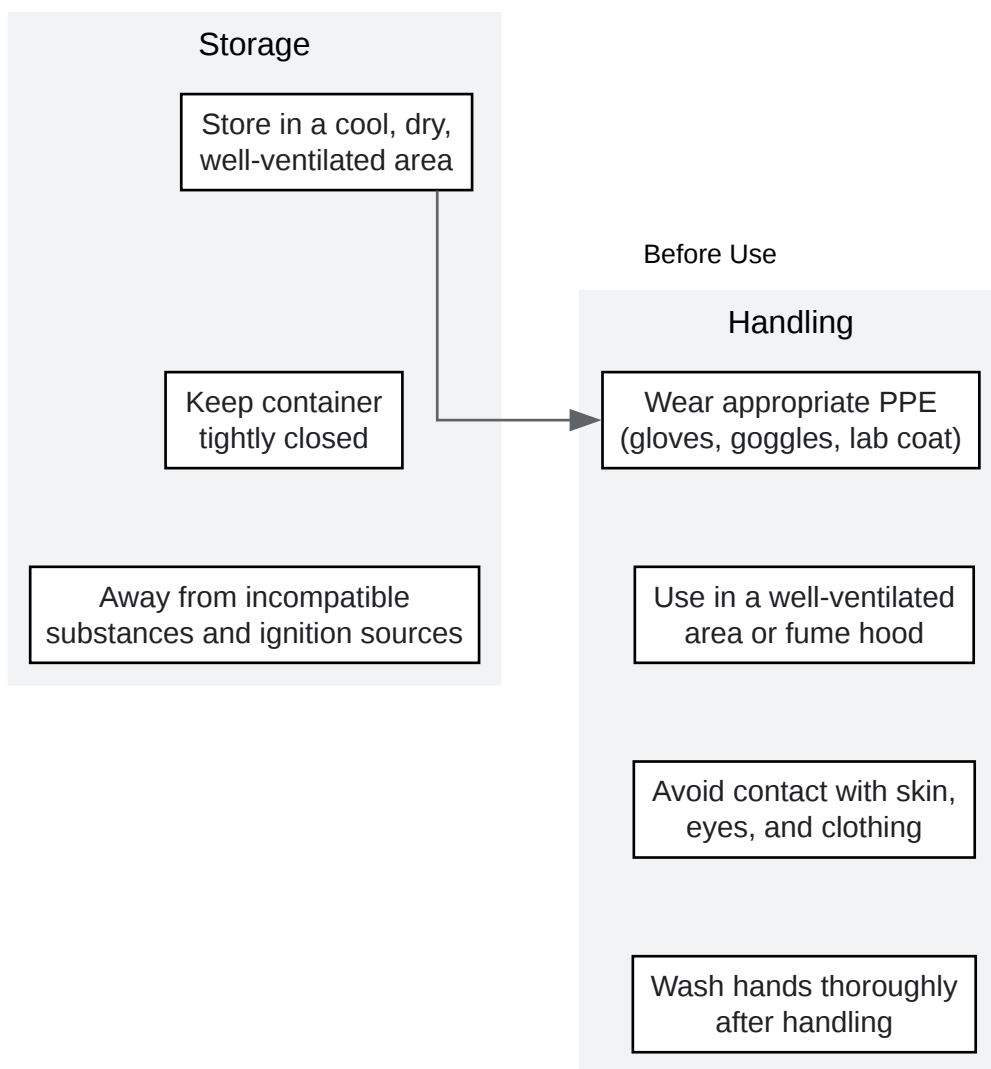 Storage
Store in a cool, dry,
well-ventilated area
Keep container
tightly closed
Away from incompatible
substances and ignition sources
Before Use
Handling
Wear appropriate PPE
(gloves, goggles, lab coat)
Use in a well-ventilated
area or fume hood
Avoid contact with skin,
eyes, and clothing
Wash hands thoroughly
after handling